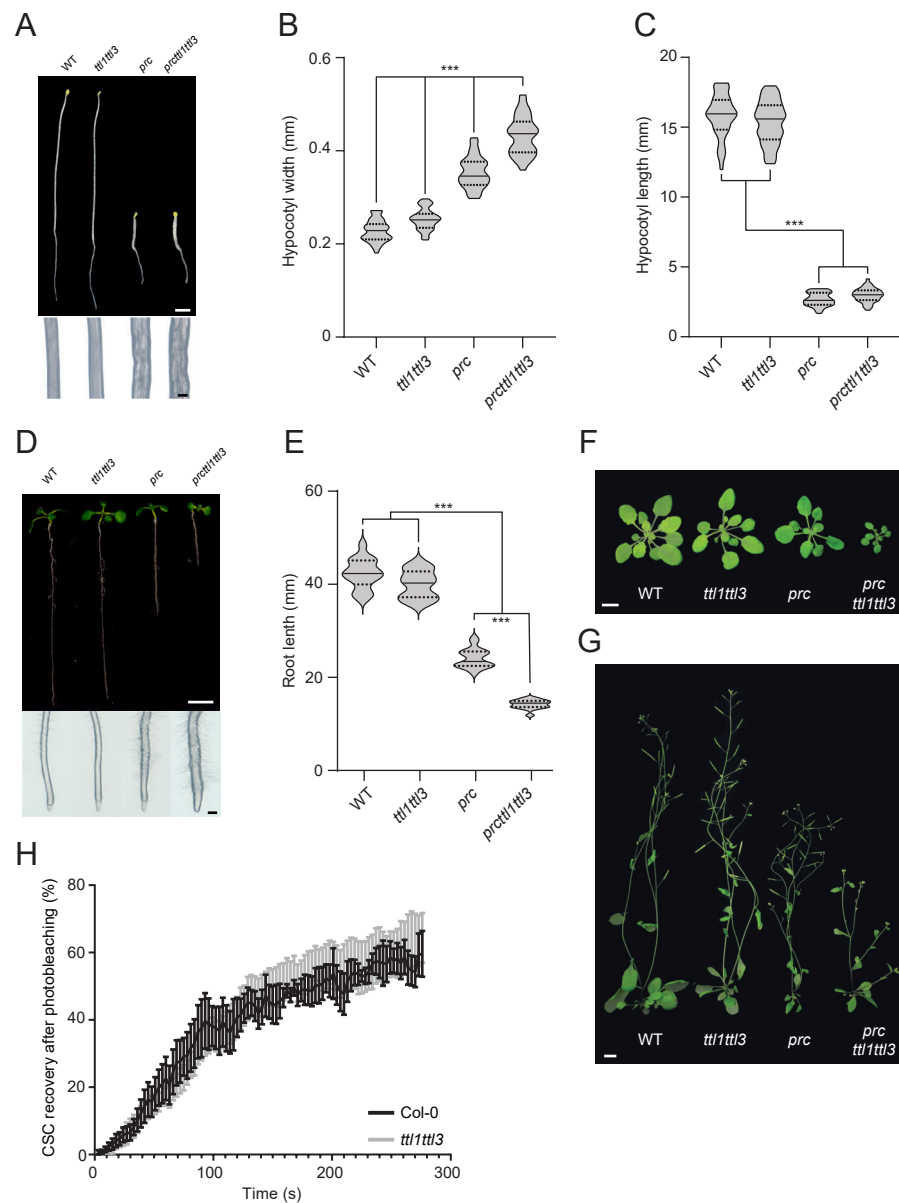 A
WT ttl1ttl3 prc prcttl1ttl3
B
Hypocotyl width (mm)
0.6
0.4
0.2
0
***
WT ttl1ttl3 prc prcttl1ttl3
C
Hypocotyl length (mm)
20
15
10
5
0
***
WT ttl1ttl3 prc prcttl1ttl3
D
WT ttl1ttl3 prc prcttl1ttl3
E
Root lenth (mm)
60
40
20
0
***
***
WT ttl1ttl3 prc prcttl1ttl3
F
WT ttl1ttl3 prc prc
ttl1ttl3
G
WT ttl1ttl3 prc prc
ttl1ttl3
H
CSC recovery after photobleaching (%)
80
60
40
20
0
0 100 200 300
Time (s)
Col-0
ttl1ttl3